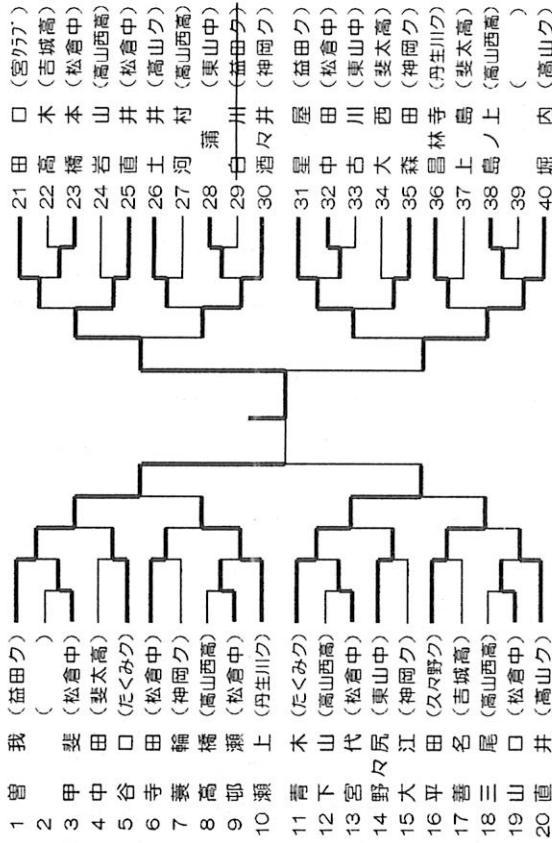 1 曽我 (益田ク)
2 ( )
3 甲斐 (松倉中)
4 中田 (斐太高)
5 谷口 (たくみク)
6 寺田 (松倉中)
7 蓑輪 (神岡ク)
8 高橋 (高山西高)
9 邨瀬 (松倉中)
10 瀬上 (丹生川ク)
11 青木 (たくみク)
12 下山 (高山西高)
13 宮代 (松倉中)
14 野々尻 (東山中)
15 大江 (神岡ク)
16 平田 (久々野ク)
17 善名 (吉城高)
18 三尾 (高山西高)
19 山口 (松倉中)
20 直井 (高山ク)
21 田口 (宮クラブ)
22 高木 (吉城高)
23 橋本 (松倉中)
24 岩山 (高山西高)
25 直井 (松倉中)
26 土井 (高山ク)
27 河村 (高山西高)
28 蒲 (東山中)
29 白川 (益田ク)
30 酒々井 (神岡ク)
31 星屋 (益田ク)
32 中田 (松倉中)
33 古川 (東山中)
34 大西 (斐太高)
35 森田 (神岡ク)
36 昌林寺 (丹生川ク)
37 上島 (斐太高)
38 島ノ上 (高山西高)
39 ( )
40 堀内 (高山ク)